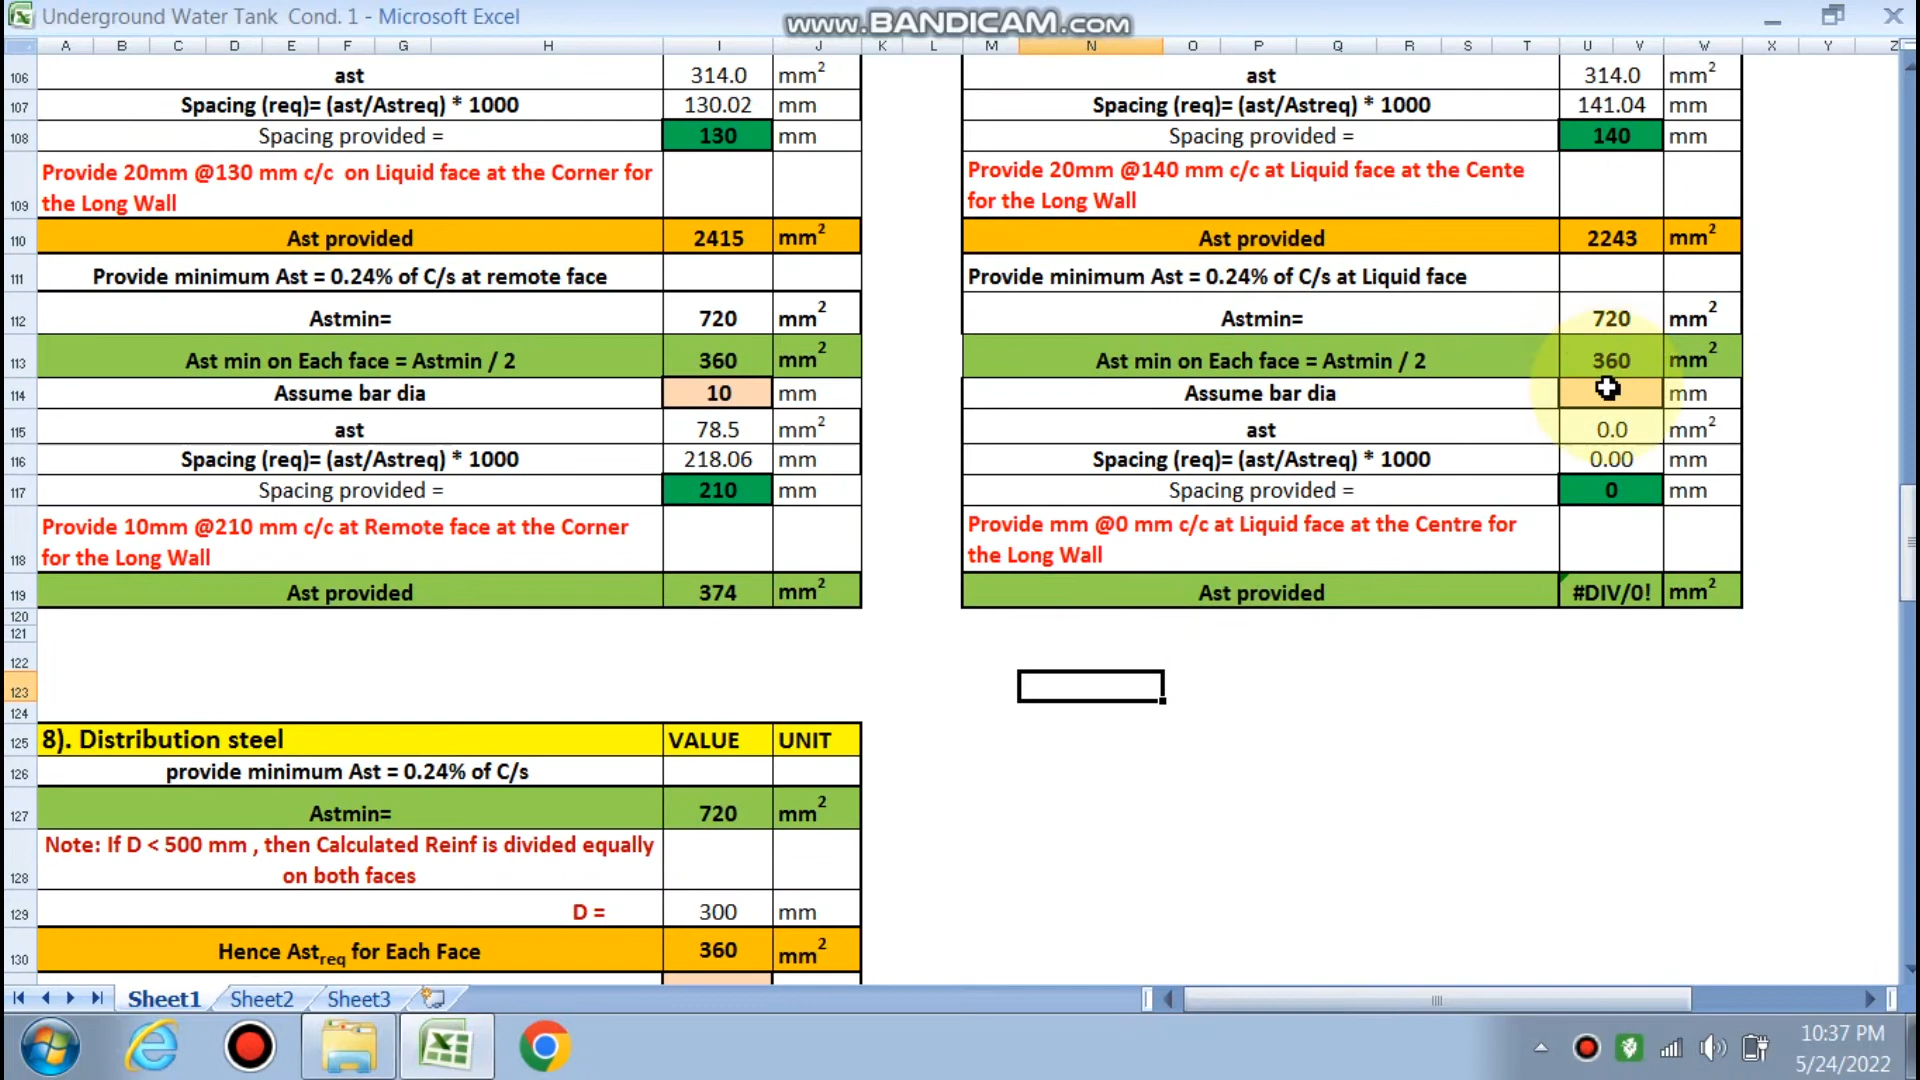 Underground Water Tank Cond. 1 - Microsoft Excel
www.BANDICAM.com
A B C D E F G H I J K L M N O P Q R S T U V W X Y Z
106 ast 314.0 mm2 ast 314.0 mm2
107 Spacing (req)= (ast/Astreq) * 1000 130.02 mm Spacing (req)= (ast/Astreq) * 1000 141.04 mm
108 Spacing provided = 130 mm Spacing provided = 140 mm
Provide 20mm @130 mm c/c on Liquid face at the Corner for Provide 20mm @140 mm c/c at Liquid face at the Cente
109 the Long Wall for the Long Wall
110 Ast provided 2415 mm2 Ast provided 2243 mm2
111 Provide minimum Ast = 0.24% of C/s at remote face Provide minimum Ast = 0.24% of C/s at Liquid face
112 Astmin= 720 mm2 Astmin= 720 mm2
113 Ast min on Each face = Astmin / 2 360 mm2 Ast min on Each face = Astmin / 2 360 mm2
114 Assume bar dia 10 mm Assume bar dia mm
115 ast 78.5 mm2 ast 0.0 mm2
116 Spacing (req)= (ast/Astreq) * 1000 218.06 mm Spacing (req)= (ast/Astreq) * 1000 0.00 mm
117 Spacing provided = 210 mm Spacing provided = 0 mm
Provide 10mm @210 mm c/c at Remote face at the Corner Provide mm @0 mm c/c at Liquid face at the Centre for
118 for the Long Wall the Long Wall
119 Ast provided 374 mm2 Ast provided #DIV/0! mm2
120
121
122
123
124
125 8). Distribution steel VALUE UNIT
126 provide minimum Ast = 0.24% of C/s
127 Astmin= 720 mm2
Note: If D < 500 mm , then Calculated Reinf is divided equally
128 on both faces
129 D = 300 mm
130 Hence Astreq for Each Face 360 mm2
Sheet1 Sheet2 Sheet3
10:37 PM
5/24/2022